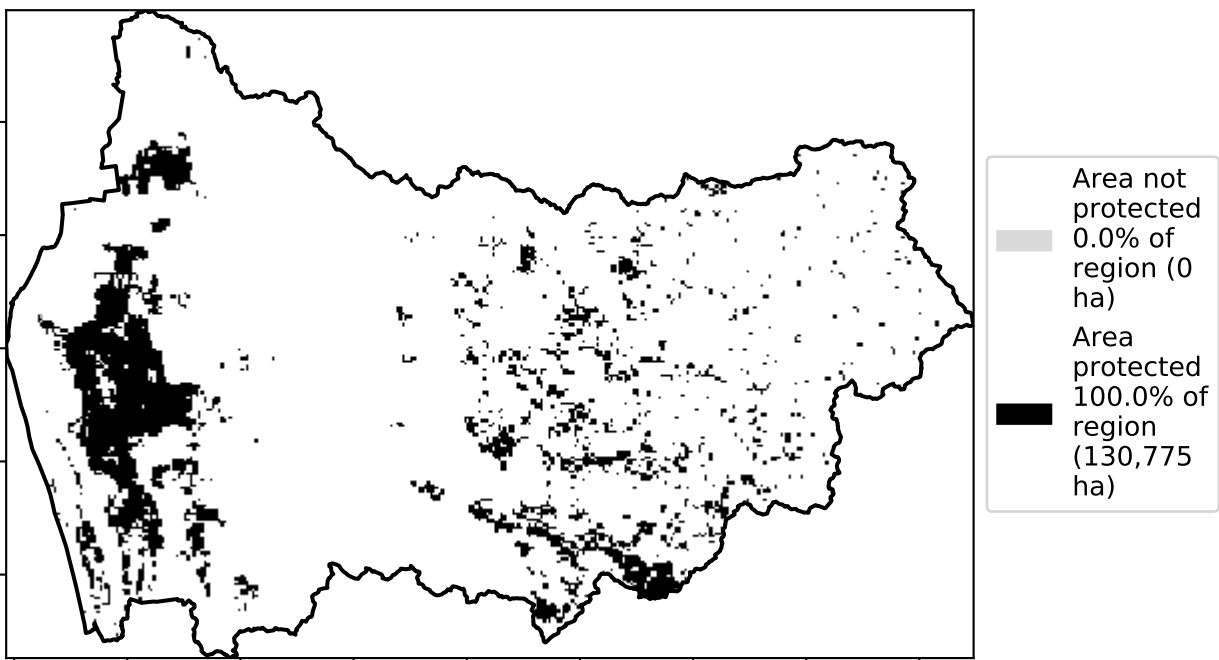 Area not
protected
0.0% of
region (0
ha)
Area
protected
100.0% of
region
(130,775
ha)